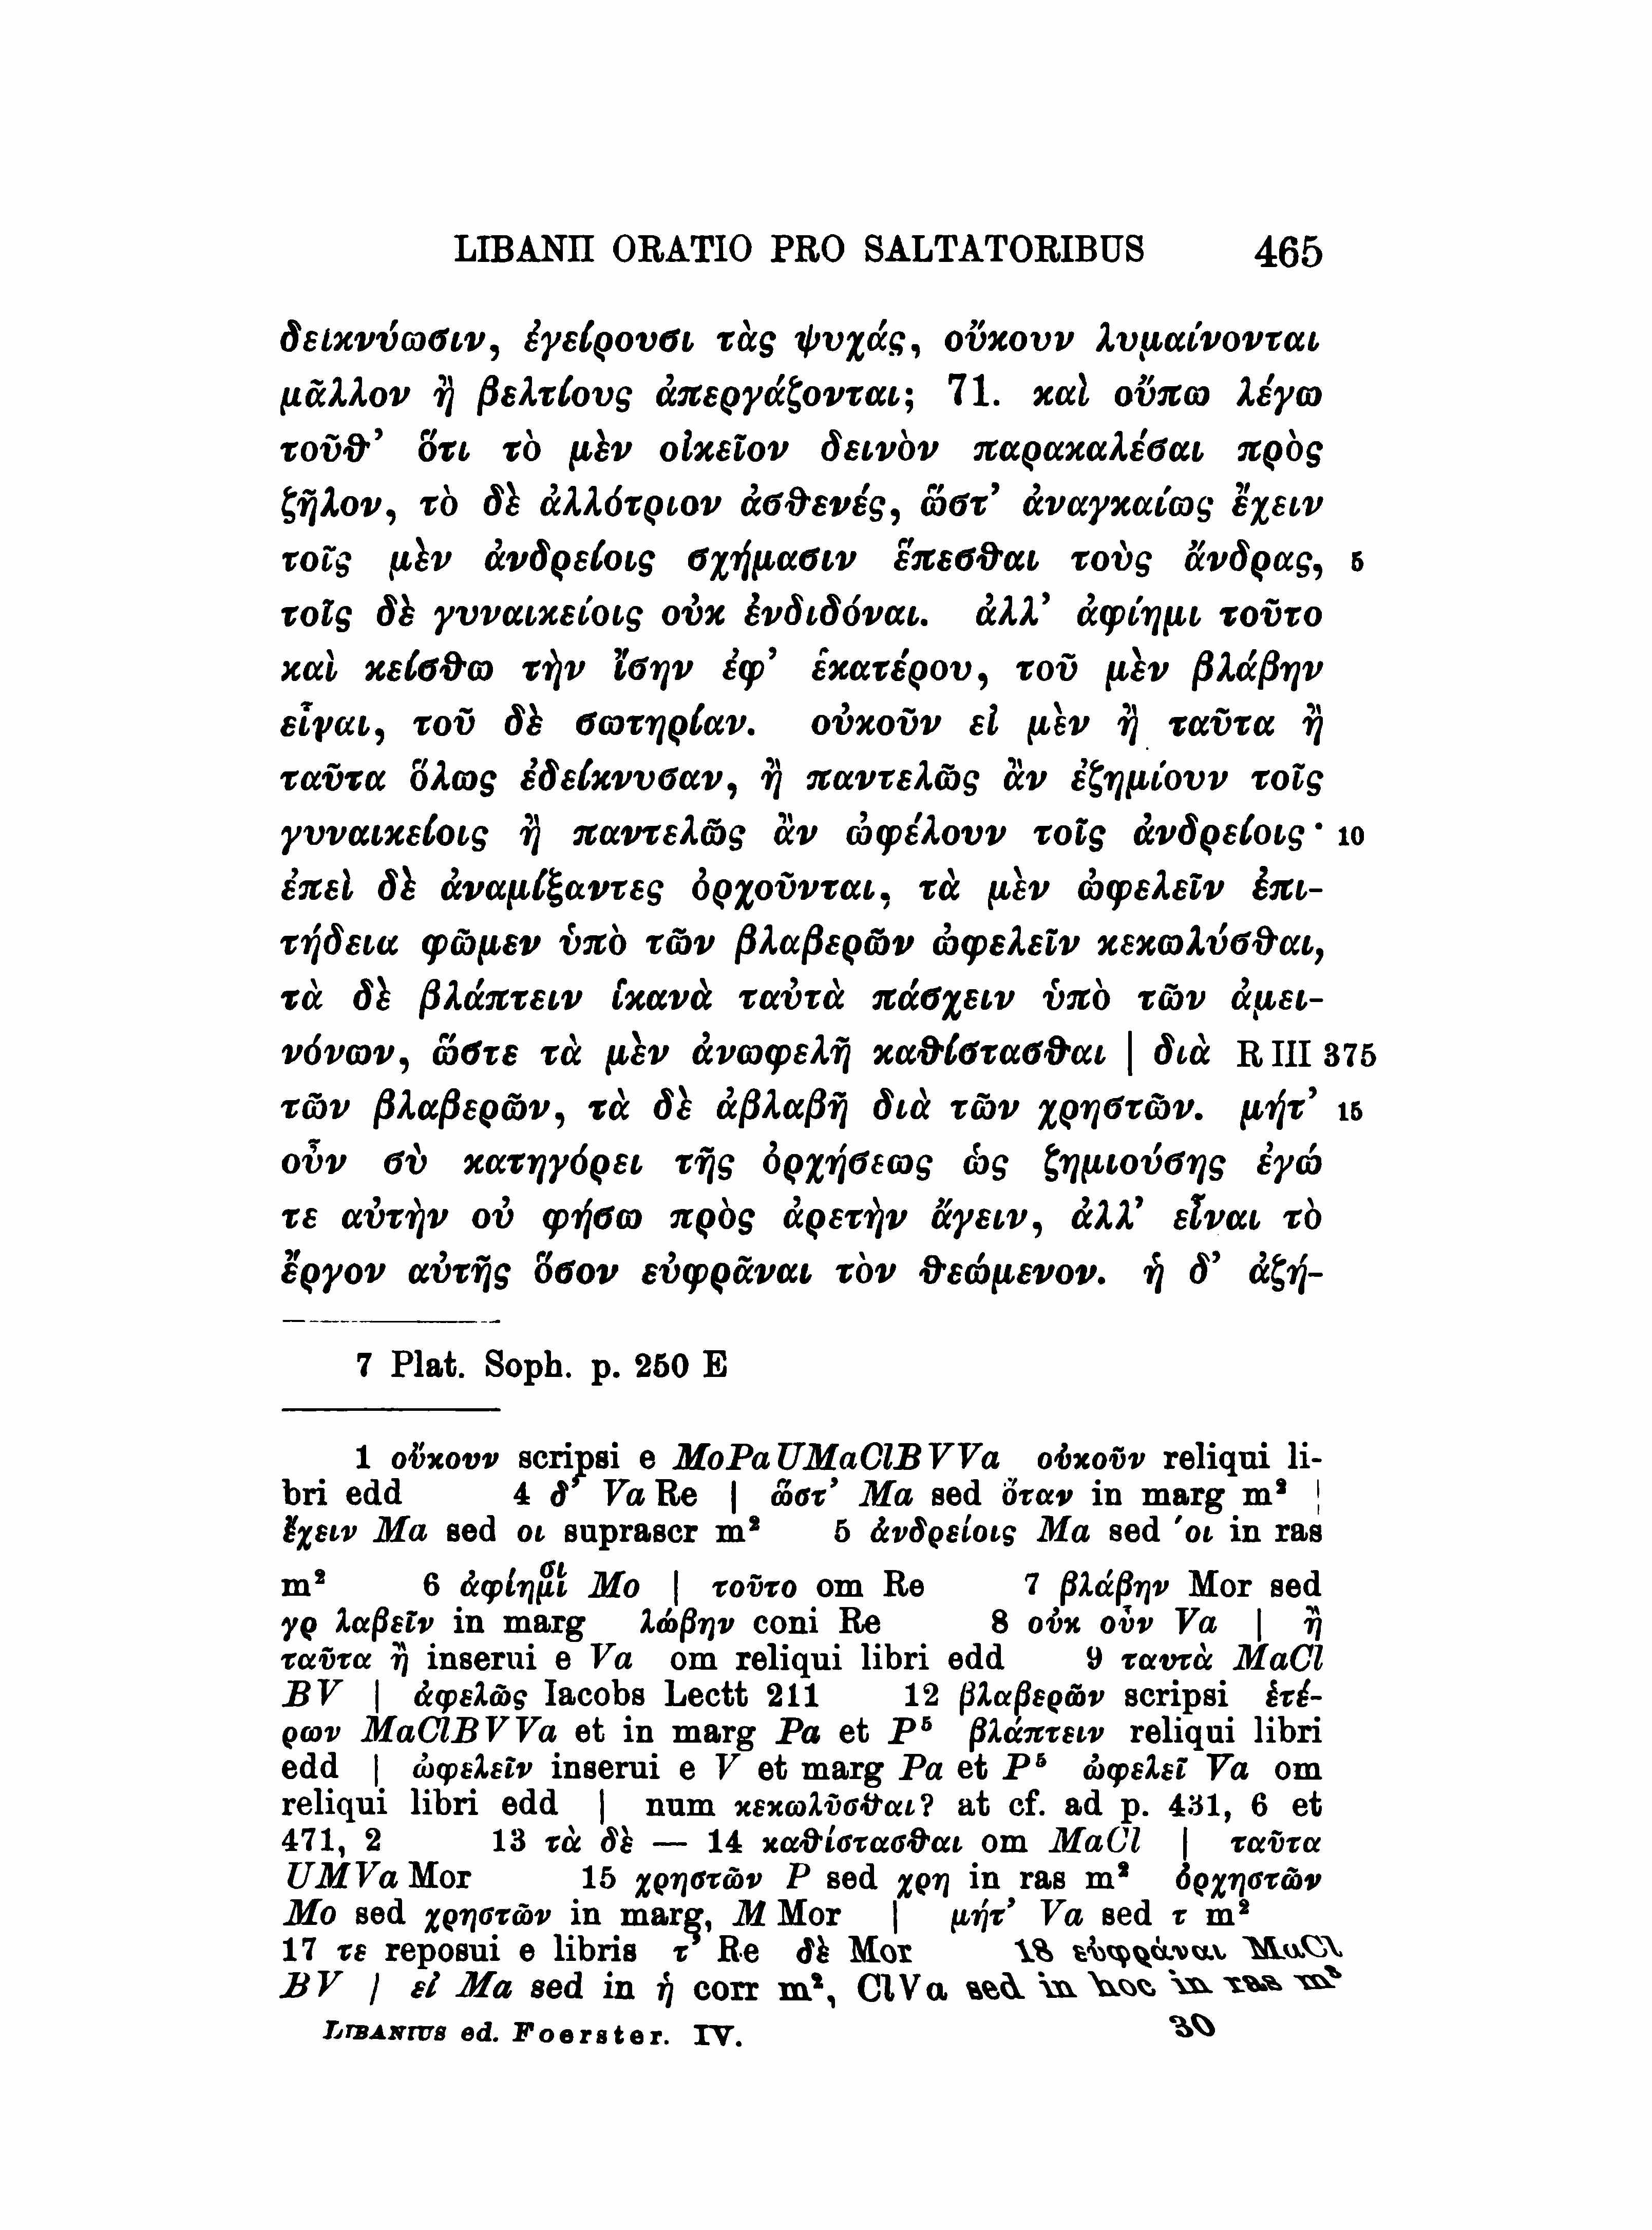 LIBANII ORATIO PRO SALTATORIBUS 465
δεικνύωσιν, ἐγείρουσι τὰς ψυχάς, οὔκουν λυμαίνονται
μᾶλλον ἢ βελτίους ἀπεργάζονται; 71. καὶ οὔπω λέγω
τοῦθ’ ὅτι τὸ μὲν οἰκεῖον δεινὸν παρακαλέσαι πρὸς
ζῆλον, τὸ δὲ ἀλλότριον ἀσθενές, ὥστ’ ἀναγκαίως ἔχειν
τοῖς μὲν ἀνδρείοις σχήμασιν ἕπεσθαι τοὺς ἄνδρας, 5
τοῖς δὲ γυναικείοις οὐκ ἐνδιδόναι. ἀλλ’ ἀφίημι τοῦτο
καὶ κείσθω τὴν ἴσην ἐφ’ ἑκατέρου, τοῦ μὲν βλάβην
εἶναι, τοῦ δὲ σωτηρίαν. οὐκοῦν εἰ μὲν ἢ ταῦτα ἢ
ταῦτα ὅλως ἐδείκνυσαν, ἢ παντελῶς ἂν ἐζημίουν τοῖς
γυναικείοις ἢ παντελῶς ἂν ὠφέλουν τοῖς ἀνδρείοις· 10
ἐπεὶ δὲ ἀναμίξαντες ὀρχοῦνται, τὰ μὲν ὠφελεῖν ἐπι-
τήδεια φῶμεν ὑπὸ τῶν βλαβερῶν ὠφελεῖν κεκωλύσθαι,
τὰ δὲ βλάπτειν ἱκανὰ ταὐτὰ πάσχειν ὑπὸ τῶν ἀμει-
νόνων, ὥστε τὰ μὲν ἀνωφελῆ καθίστασθαι | διὰ R III 375
τῶν βλαβερῶν, τὰ δὲ ἀβλαβῆ διὰ τῶν χρηστῶν. μήτ’ 15
οὖν σὺ κατηγόρει τῆς ὀρχήσεως ὡς ζημιούσης ἐγώ
τε αὐτὴν οὐ φήσω πρὸς ἀρετὴν ἄγειν, ἀλλ’ εἶναι τὸ
ἔργον αὐτῆς ὅσον εὐφρᾶναι τὸν θεώμενον. ἡ δ’ ἀζή-
7 Plat. Soph. p. 250 E
1 οὔκουν scripsi e MoPaUMaClBVVa οὐκοῦν reliqui li-
bri edd 4 δ’ Va Re | ὥστ’ Ma sed ὅταν in marg m² |
ἔχειν Ma sed οι suprascr m² 5 ἀνδρείοις Ma sed ΄οι in ras
m² 6 ἀφίημι̑ͦͥ Mo | τοῦτο om Re 7 βλάβην Mor sed
γρ λαβεῖν in marg λώβην coni Re 8 οὐκ οὖν Va | ἢ
ταῦτα ἢ inserui e Va om reliqui libri edd 9 ταυτὰ MaCl
BV | ἀφελῶς Iacobs Lectt 211 12 βλαβερῶν scripsi ἑτέ-
ρων MaClBVVa et in marg Pa et P⁵ βλάπτειν reliqui libri
edd | ὠφελεῖν inserui e V et marg Pa et P⁵ ὠφελεῖ Va om
reliqui libri edd | num κεκωλῦσθαι? at cf. ad p. 431, 6 et
471, 2 13 τὰ δὲ — 14 καθίστασθαι om MaCl | ταῦτα
UMVa Mor 15 χρηστῶν P sed χρη in ras m² ὀρχηστῶν
Mo sed χρηστῶν in marg, M Mor | μήτ’ Va sed τ m²
17 τε reposui e libris τ’ Re δὲ Mor 18 εὐφράναι MaCl
BV | εἰ Ma sed in ἡ corr m², ClVa sed in hoc in ras m²
LIBANIUS ed. Foerster. IV. 30